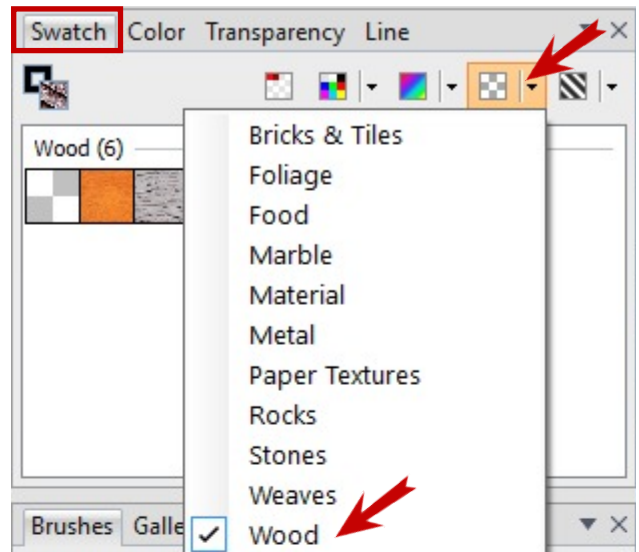 Swatch Color Transparency Line
Wood (6)
Bricks & Tiles
Foliage
Food
Marble
Material
Metal
Paper Textures
Rocks
Stones
Weaves
Wood
Brushes Galle